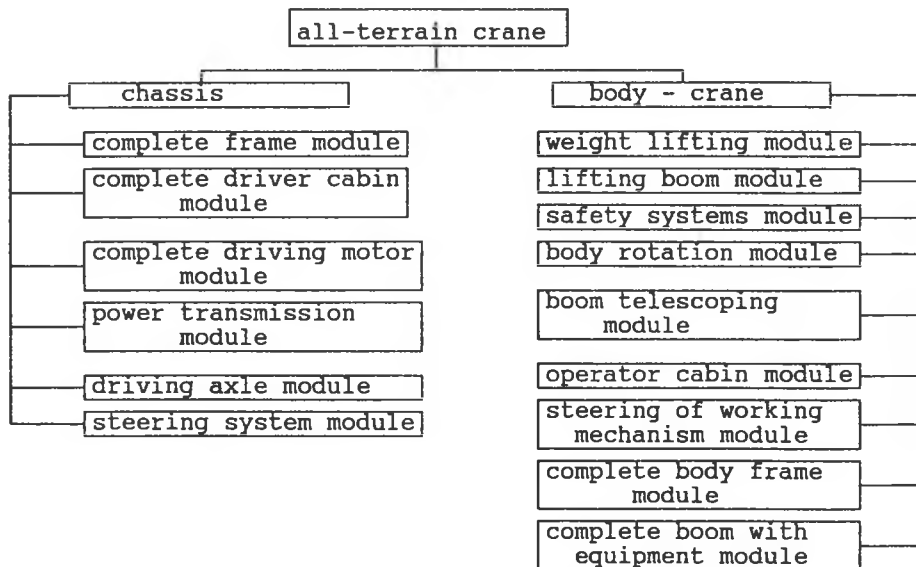 all-terrain crane
chassis
complete frame module
complete driver cabin
module
complete driving motor
module
power transmission
module
driving axle module
steering system module
body - crane
weight lifting module
lifting boom module
safety systems module
body rotation module
boom telescoping
module
operator cabin module
steering of working
mechanism module
complete body frame
module
complete boom with
equipment module